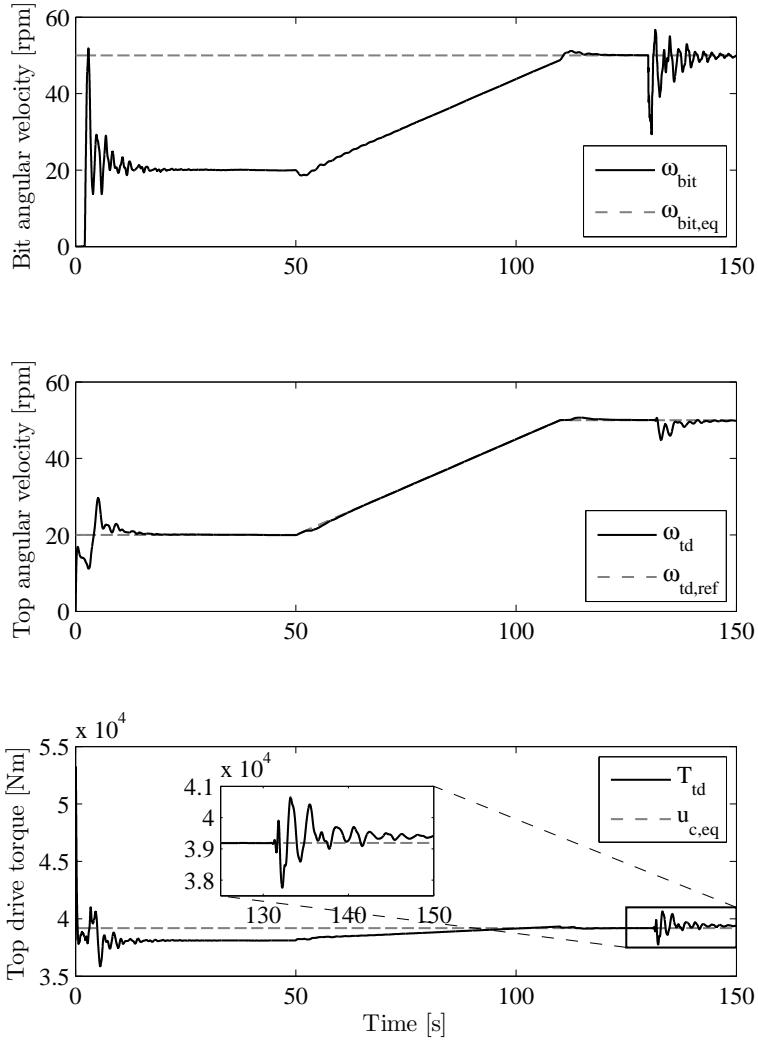 60
40
20
0
0
50
100
150
Bit angular velocity [rpm]
ω_bit
ω_bit,eq
60
40
20
0
0
50
100
150
Top angular velocity [rpm]
ω_td
ω_td,ref
x 10^4
5.5
5
4.5
4
3.5
0
50
100
150
Top drive torque [Nm]
Time [s]
T_td
u_c,eq
x 10^4
4.1
4
3.9
3.8
130
140
150